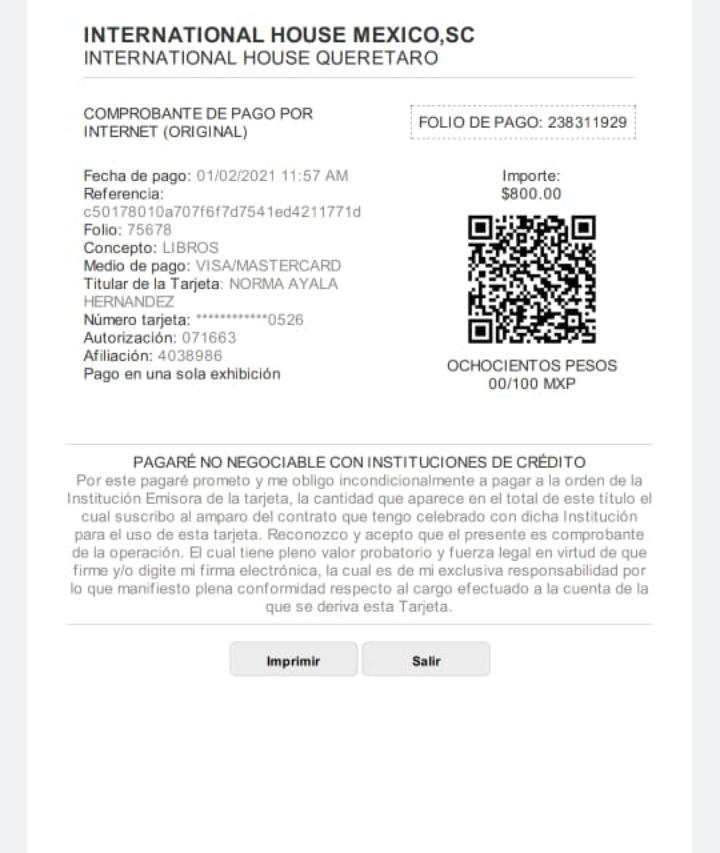 INTERNATIONAL HOUSE MEXICO,SC
INTERNATIONAL HOUSE QUERETARO
COMPROBANTE DE PAGO POR
INTERNET (ORIGINAL)
FOLIO DE PAGO: 238311929
Fecha de pago: 01/02/2021 11:57 AM
Referencia:
c50178010a707f6f7d7541ed4211771d
Folio: 75678
Concepto: LIBROS
Medio de pago: VISA/MASTERCARD
Titular de la Tarjeta: NORMA AYALA
HERNANDEZ
Número tarjeta: ************0526
Autorización: 071663
Afiliación: 4038986
Pago en una sola exhibición
Importe:
$800.00
OCHOCIENTOS PESOS
00/100 MXP
PAGARÉ NO NEGOCIABLE CON INSTITUCIONES DE CRÉDITO
Por este pagaré prometo y me obligo incondicionalmente a pagar a la orden de la
Institución Emisora de la tarjeta, la cantidad que aparece en el total de este título el
cual suscribo al amparo del contrato que tengo celebrado con dicha Institución
para el uso de esta tarjeta. Reconozco y acepto que el presente es comprobante
de la operación. El cual tiene pleno valor probatorio y fuerza legal en virtud de que
firme y/o digite mi firma electrónica, la cual es de mi exclusiva responsabilidad por
lo que manifiesto plena conformidad respecto al cargo efectuado a la cuenta de la
que se deriva esta Tarjeta.
Imprimir
Salir